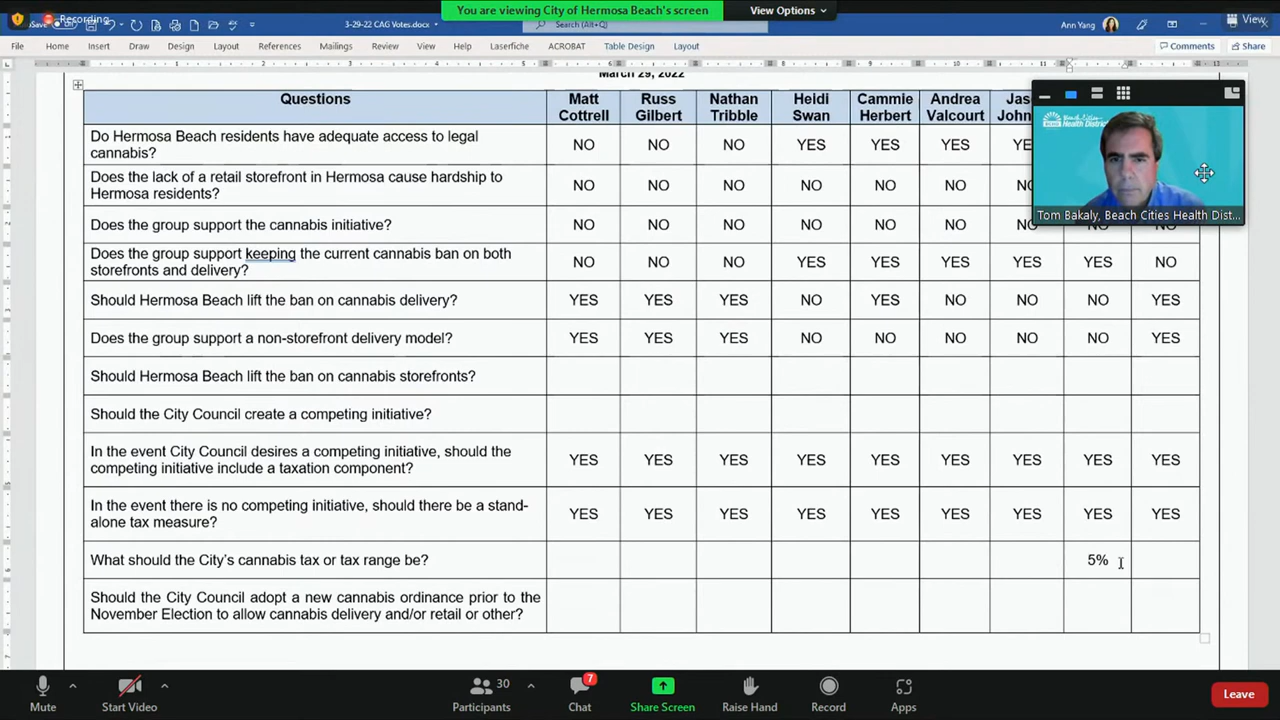 You are viewing City of Hermosa Beach's screen
View Options
Recording
3-29-22 CAG Votes.docx
Search (Alt+Q)
Ann Yang
View
File Home Insert Draw Design Layout References Mailings Review View Help Laserfiche ACROBAT Table Design Layout Comments Share
March 29, 2022
Questions Matt Cottrell Russ Gilbert Nathan Tribble Heidi Swan Cammie Herbert Andrea Valcourt
Do Hermosa Beach residents have adequate access to legal
cannabis?
NO NO NO YES YES YES
Does the lack of a retail storefront in Hermosa cause hardship to
Hermosa residents?
NO NO NO NO NO NO
Does the group support the cannabis initiative?
NO NO NO NO NO NO NO NO NO
Does the group support keeping the current cannabis ban on both
storefronts and delivery?
NO NO NO YES YES YES YES YES NO
Should Hermosa Beach lift the ban on cannabis delivery?
YES YES YES NO YES NO NO NO YES
Does the group support a non-storefront delivery model?
YES YES YES NO NO NO NO NO YES
Should Hermosa Beach lift the ban on cannabis storefronts?
Should the City Council create a competing initiative?
In the event City Council desires a competing initiative, should the
competing initiative include a taxation component?
YES YES YES YES YES YES YES YES YES
In the event there is no competing initiative, should there be a stand-
alone tax measure?
YES YES YES YES YES YES YES YES YES
What should the City's cannabis tax or tax range be?
5%
Should the City Council adopt a new cannabis ordinance prior to the
November Election to allow cannabis delivery and/or retail or other?
Beach Cities
Health District
Tom Bakaly, Beach Cities Health Dist...
Mute Start Video Participants 30 Chat 7 Share Screen Raise Hand Record Apps Leave